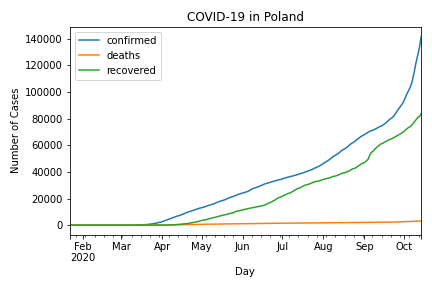 COVID-19 in Poland
confirmed
deaths
recovered
Number of Cases
140000
120000
100000
80000
60000
40000
20000
0
Feb Mar Apr May Jun Jul Aug Sep Oct
2020
Day